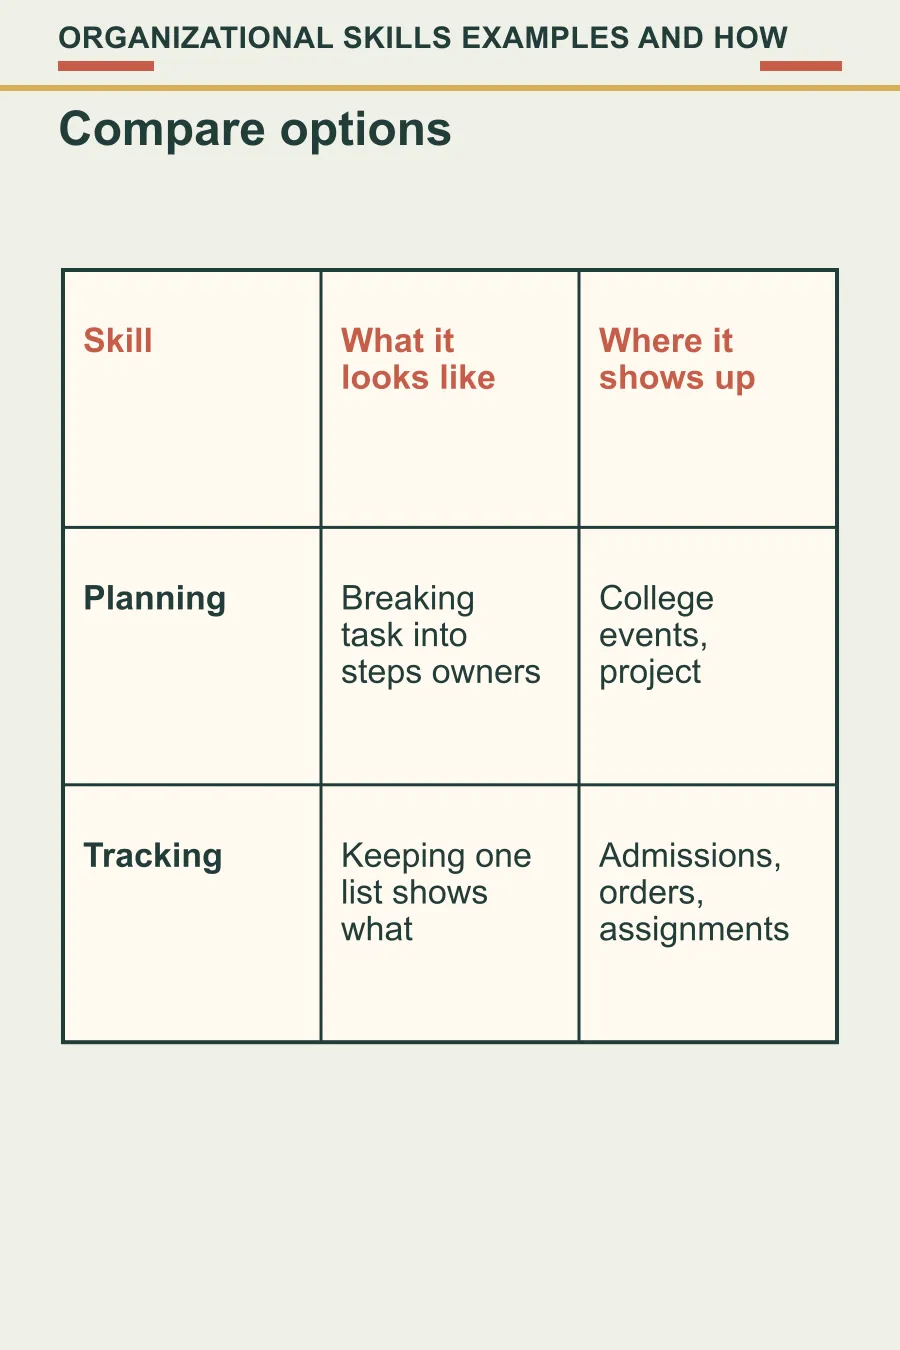 ORGANIZATIONAL SKILLS EXAMPLES AND HOW
Compare options
Skill
What it
looks like
Where it
shows up
Planning
Breaking
task into
steps owners
College
events,
project
Tracking
Keeping one
list shows
what
Admissions,
orders,
assignments